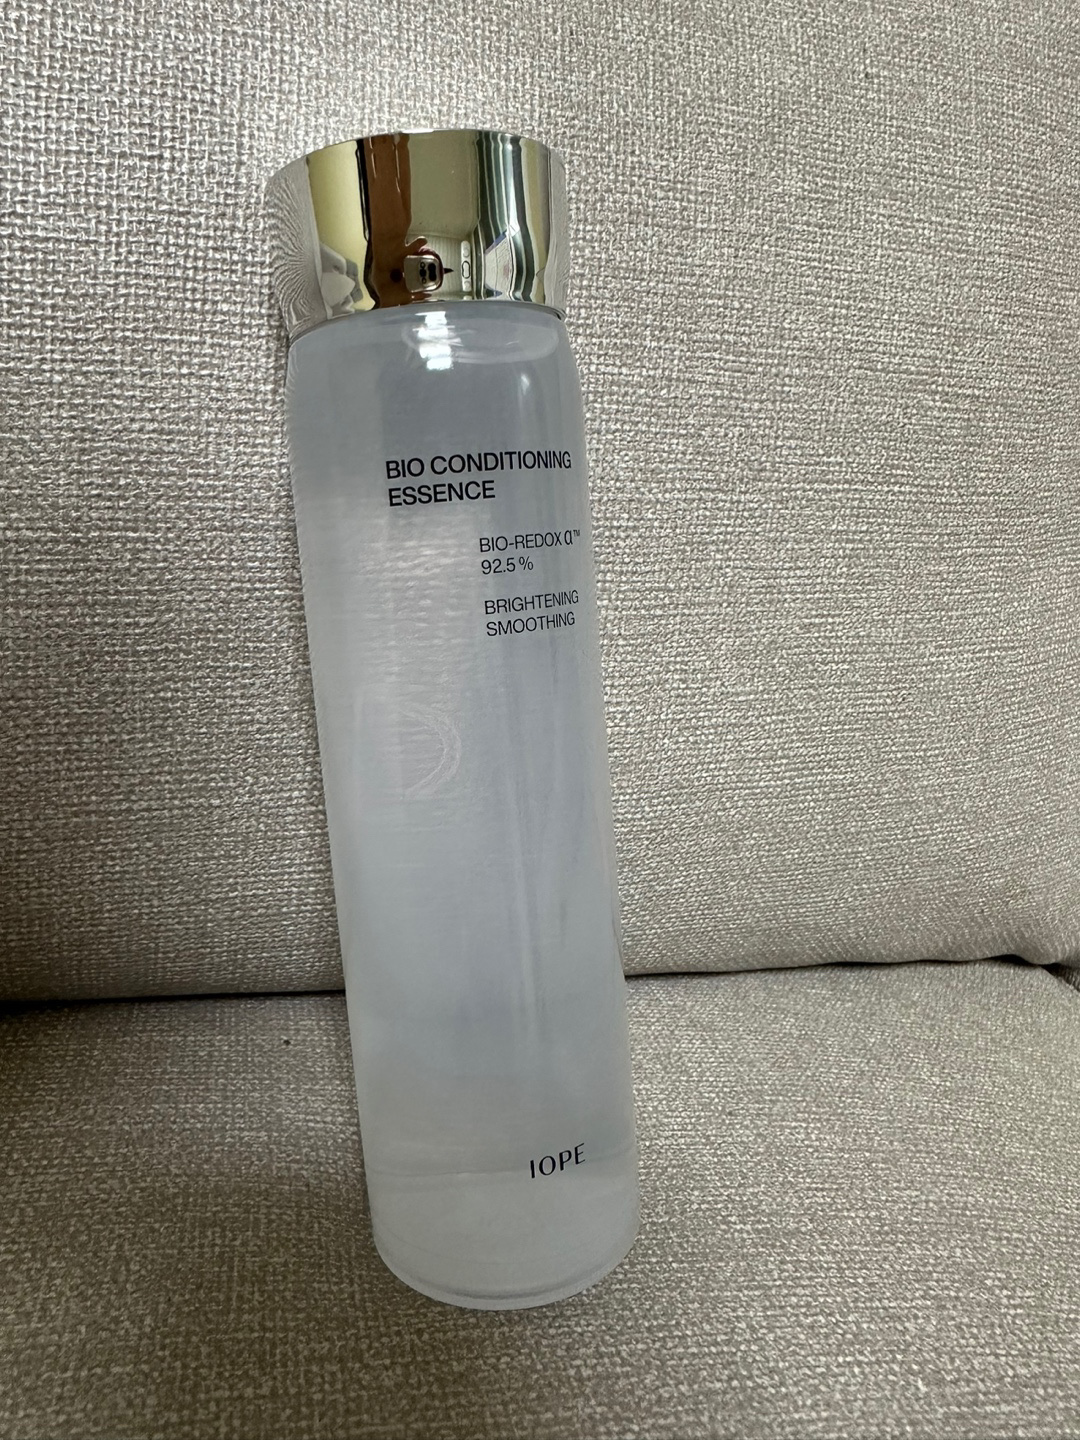 BIO CONDITIONING
ESSENCE
BIO-REDOX α™
92.5%
BRIGHTENING
SMOOTHING
IOPE